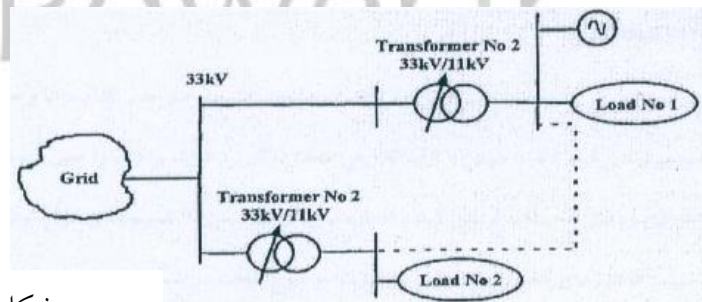 Transformer No 2
33kV/11kV
33kV
Load No 1
Grid
Transformer No 2
33kV/11kV
Load No 2